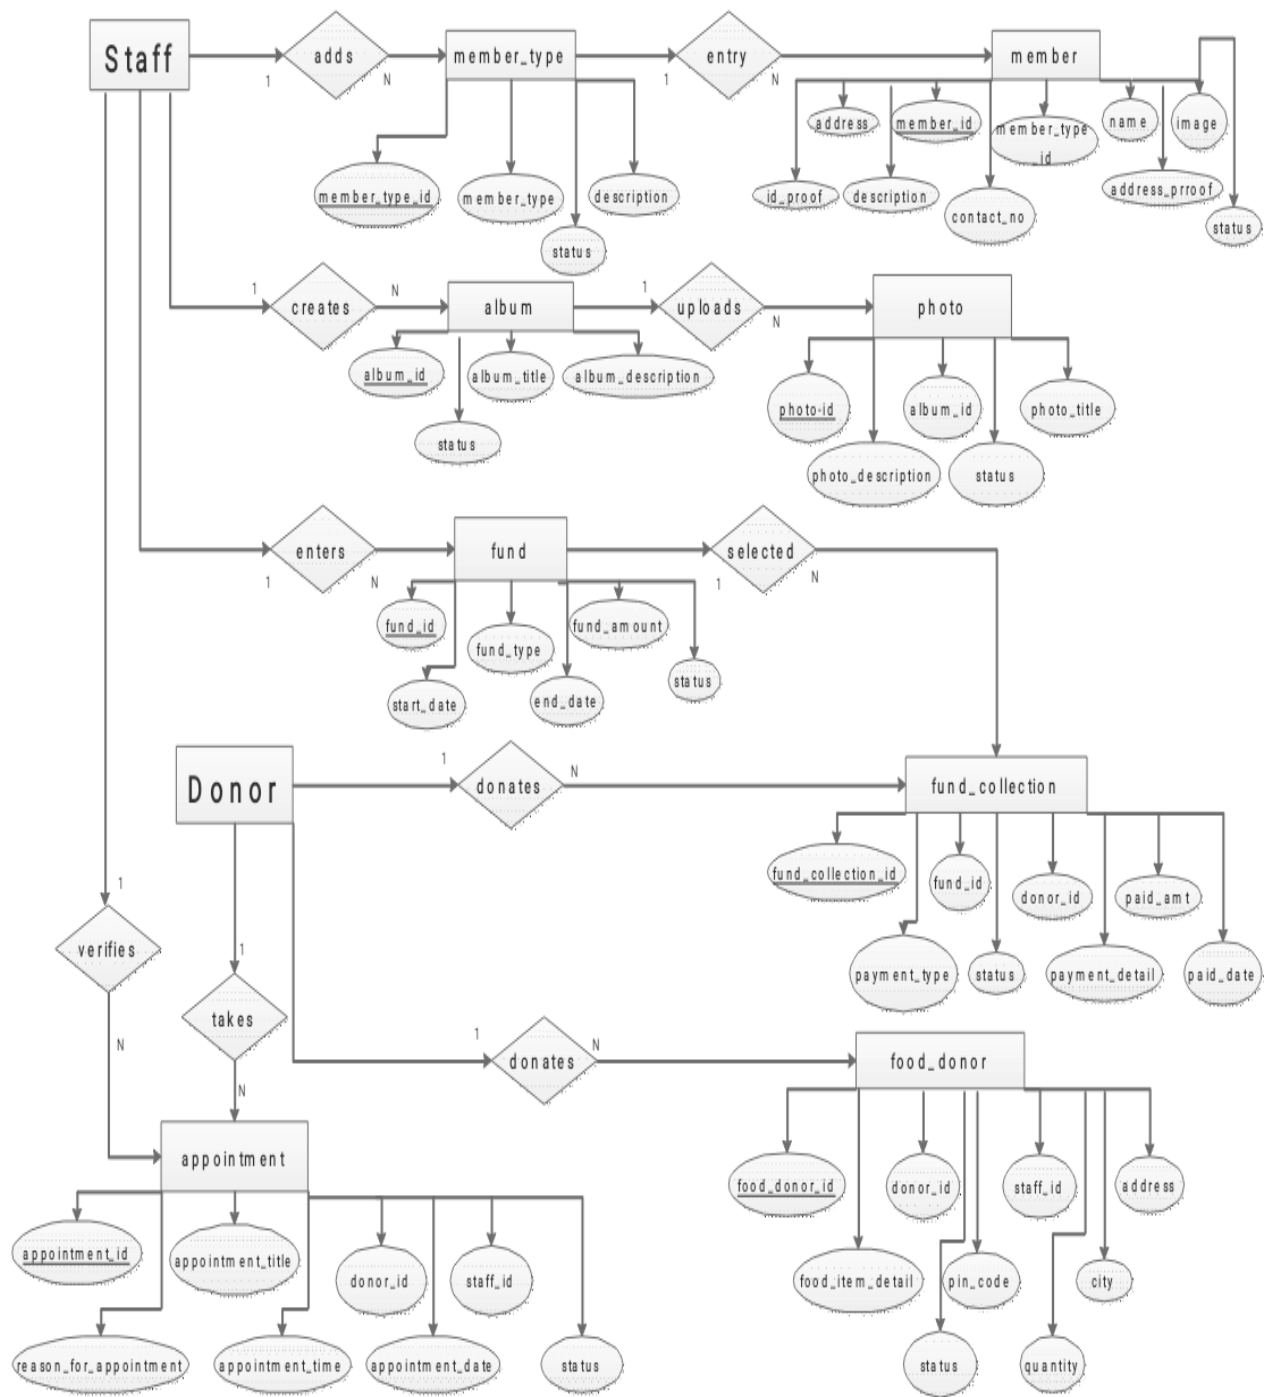 Staff
adds
member_type
entry
member
1
N
1
N
address
member_id
member_type
_id
name
image
id_proof
description
contact_no
address_prroof
status
member_type_id
member_type
description
status
1
creates
N
album
1
uploads
N
photo
album_id
album_title
album_description
status
photo-id
album_id
photo_title
photo_description
status
enters
fund
selected
1
N
1
N
fund_id
fund_type
fund_amount
start_date
end_date
status
Donor
1
donates
N
fund_collection
fund_collection_id
fund_id
donor_id
paid_amt
payment_type
status
payment_detail
paid_date
1
verifies
1
takes
N
N
1
donates
N
food_donor
food_donor_id
donor_id
staff_id
address
food_item_detail
pin_code
city
status
quantity
appointment
appointment_id
appointment_title
donor_id
staff_id
reason_for_appointment
appointment_time
appointment_date
status